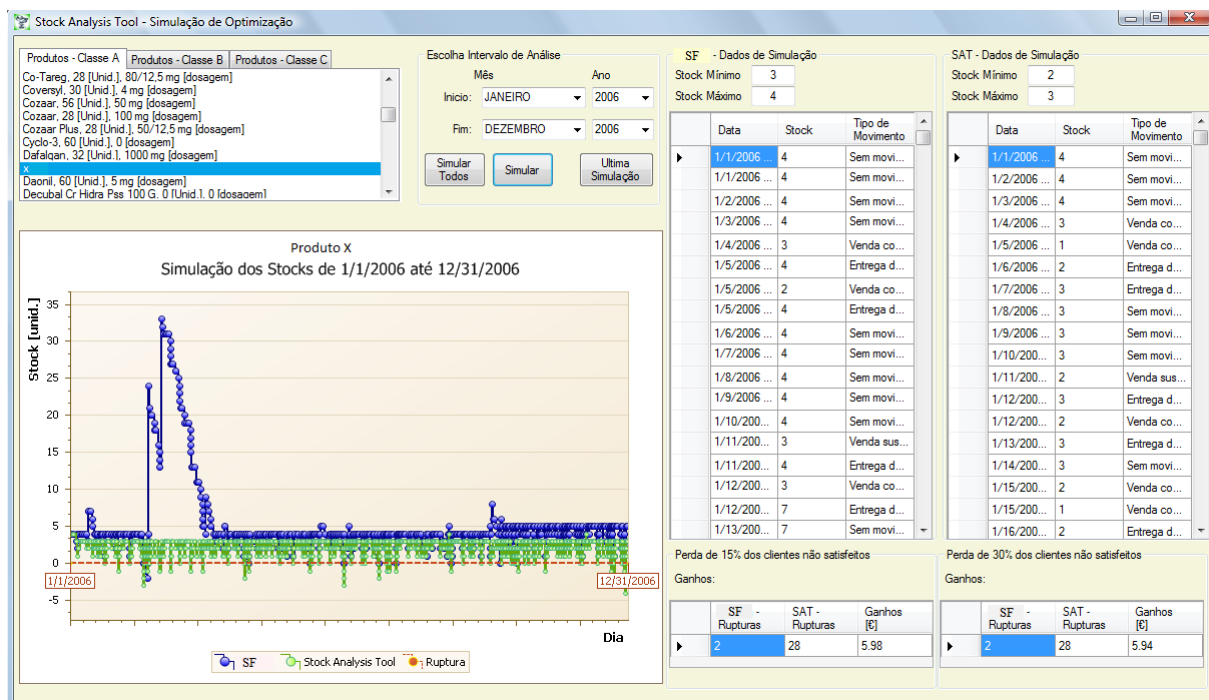 Stock Analysis Tool - Simulação de Optimização
Produtos - Classe A
Produtos - Classe B
Produtos - Classe C
Co-Tareg, 28 [Unid.], 80/12,5 mg [dosagem]
Coversyl, 30 [Unid.], 4 mg [dosagem]
Cozaar, 56 [Unid.], 50 mg [dosagem]
Cozaar, 28 [Unid.], 100 mg [dosagem]
Cozaar Plus, 28 [Unid.], 50/12,5 mg [dosagem]
Cyclo-3, 60 [Unid.], 0 [dosagem]
Dafalgan, 32 [Unid.], 1000 mg [dosagem]
x
Daonil, 60 [Unid.], 5 mg [dosagem]
Decubal Cr Hidra Pss 100 G, 0 [Unid.], 0 [dosagem]
Escolha Intervalo de Análise
Mês Ano
Inicio: JANEIRO 2006
Fim: DEZEMBRO 2006
Simular Todos
Simular
Ultima Simulação
Produto X
Simulação dos Stocks de 1/1/2006 até 12/31/2006
Stock [unid.]
35
30
25
20
15
10
5
0
-5
1/1/2006
12/31/2006
Dia
SF
Stock Analysis Tool
Ruptura
SF - Dados de Simulação
Stock Mínimo 3
Stock Máximo 4
Data Stock Tipo de Movimento
1/1/2006 ... 4 Sem movi...
1/1/2006 ... 4 Sem movi...
1/2/2006 ... 4 Sem movi...
1/3/2006 ... 4 Sem movi...
1/4/2006 ... 3 Venda co...
1/5/2006 ... 4 Entrega d...
1/5/2006 ... 2 Venda co...
1/5/2006 ... 4 Entrega d...
1/6/2006 ... 4 Sem movi...
1/7/2006 ... 4 Sem movi...
1/8/2006 ... 4 Sem movi...
1/9/2006 ... 4 Sem movi...
1/10/200... 4 Sem movi...
1/11/200... 3 Venda sus...
1/11/200... 4 Entrega d...
1/12/200... 3 Venda co...
1/12/200... 7 Entrega d...
1/13/200... 7 Sem movi...
SAT - Dados de Simulação
Stock Mínimo 2
Stock Máximo 3
Data Stock Tipo de Movimento
1/1/2006 ... 4 Sem movi...
1/2/2006 ... 4 Sem movi...
1/3/2006 ... 4 Sem movi...
1/4/2006 ... 3 Venda co...
1/5/2006 ... 1 Venda co...
1/6/2006 ... 2 Entrega d...
1/7/2006 ... 3 Entrega d...
1/8/2006 ... 3 Sem movi...
1/9/2006 ... 3 Sem movi...
1/10/200... 3 Sem movi...
1/11/200... 2 Venda sus...
1/12/200... 3 Entrega d...
1/12/200... 2 Venda co...
1/13/200... 3 Entrega d...
1/14/200... 3 Sem movi...
1/15/200... 2 Venda co...
1/15/200... 1 Venda co...
1/16/200... 2 Entrega d...
Perda de 15% dos clientes não satisfeitos
Ganhos:
SF - Rupturas SAT - Rupturas Ganhos [€]
2 28 5.98
Perda de 30% dos clientes não satisfeitos
Ganhos:
SF - Rupturas SAT - Rupturas Ganhos [€]
2 28 5.94